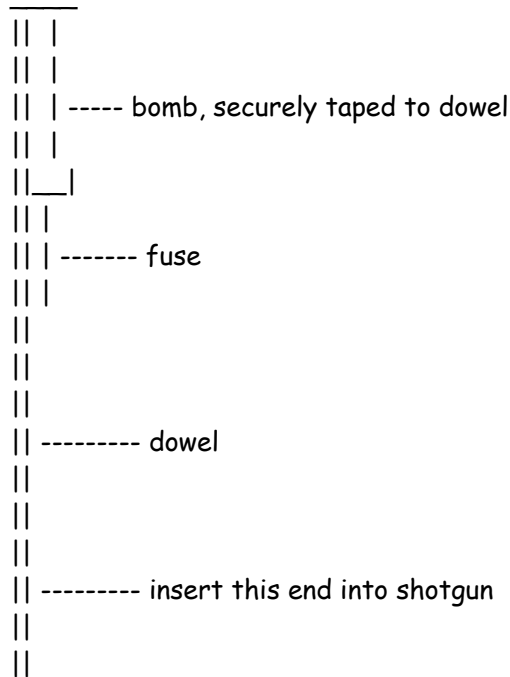 bomb, securely taped to dowel
fuse
dowel
insert this end into shotgun